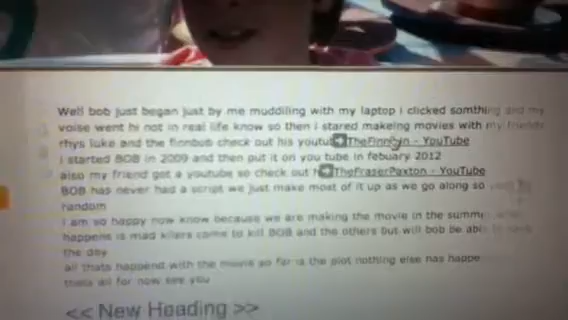 Well bob just began just by me muddiling with my laptop i clicked somthing and my
voise went hi not in real life know so then i stared makeing movies with my friends
rhys luke and the finnbob check out his youtub TheFinn - YouTube
i started BOB in 2009 and then put it on you tube in febuary 2012
also my friend got a youtube so check out TheFraserPaxton - YouTube
BOB has never had a script we just make most of it up as we go along so
random
i am so happy now know because we are making the movie in the summ
happens is mad killers come to kill BOB and the others but will bob be able to
the day
all thats happend with the movie so far is the plot nothing else has happe
thats all for now see you
<< New Heading >>